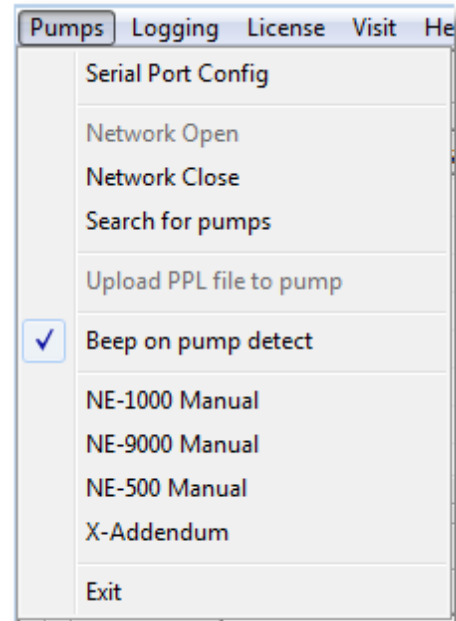 Pumps Logging License Visit He
Serial Port Config
Network Open
Network Close
Search for pumps
Upload PPL file to pump
Beep on pump detect
NE-1000 Manual
NE-9000 Manual
NE-500 Manual
X-Addendum
Exit